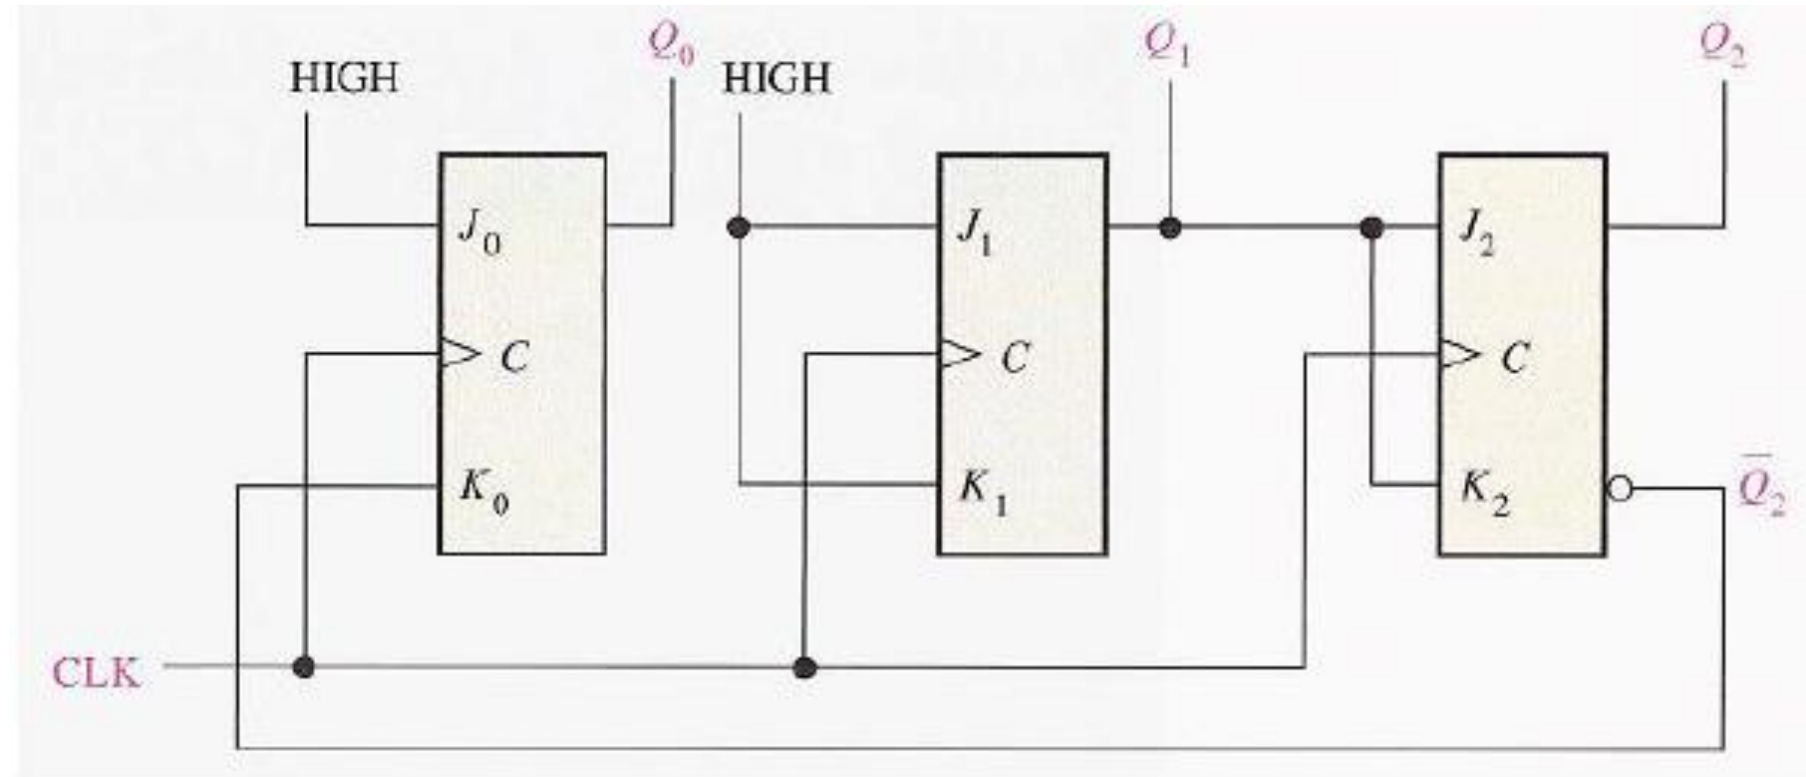 Q₀ Q₁ Q₂
HIGH HIGH
J₀ J₁ J₂
C C C
K₀ K₁ K₂ Q̅₂
CLK